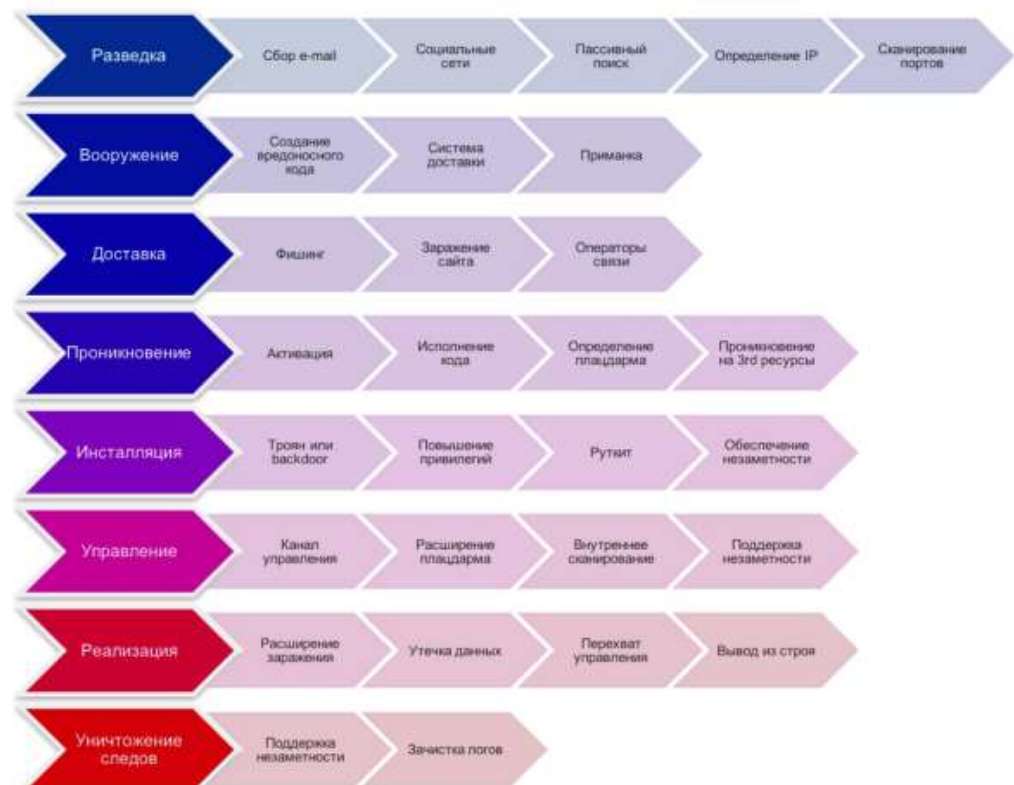 Разведка
Сбор e-mail
Социальные
сети
Пассивный
поиск
Определение IP
Сканирование
портов
Вооружение
Создание
вредоносного
кода
Система
доставки
Приманка
Доставка
Фишинг
Заражение
сайта
Операторы
связи
Проникновение
Активация
Исполнение
кода
Определение
плацдарма
Проникновение
на 3rd ресурсы
Инсталляция
Троян или
backdoor
Повышение
привилегий
Руткит
Обеспечение
незаметности
Управление
Канал
управления
Расширение
плацдарма
Внутреннее
сканирование
Поддержка
незаметности
Реализация
Расширение
заражения
Утечка данных
Перехват
управления
Вывод из строя
Уничтожение
следов
Поддержка
незаметности
Зачистка логов